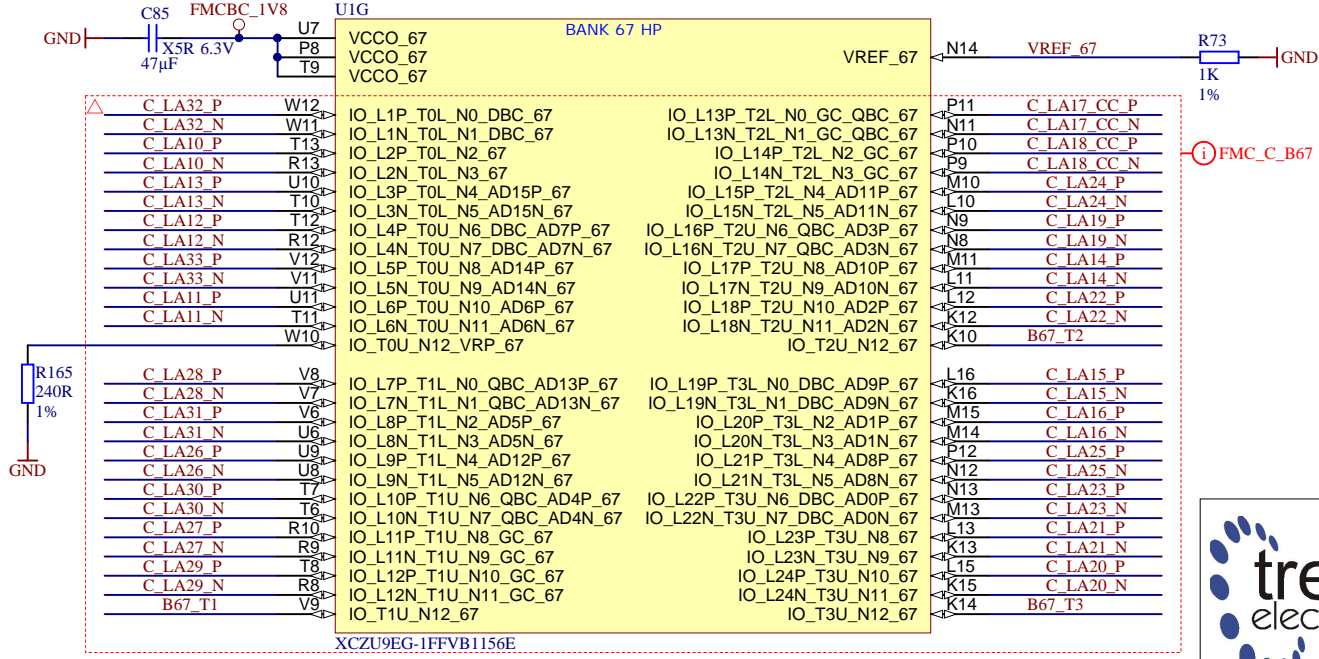 FMCBC_1V8
C85
GND
X5R 6.3V
47µF
U1G
BANK 67 HP
U7 VCCO_67
P8 VCCO_67
T9 VCCO_67
VREF_67 N14 VREF_67
R73
1K
1%
GND
C_LA32_P W12 IO_L1P_T0L_N0_DBC_67
C_LA32_N W11 IO_L1N_T0L_N1_DBC_67
C_LA10_P T13 IO_L2P_T0L_N2_67
C_LA10_N R13 IO_L2N_T0L_N3_67
C_LA13_P U10 IO_L3P_T0L_N4_AD15P_67
C_LA13_N T10 IO_L3N_T0L_N5_AD15N_67
C_LA12_P T12 IO_L4P_T0U_N6_DBC_AD7P_67
C_LA12_N R12 IO_L4N_T0U_N7_DBC_AD7N_67
C_LA33_P V12 IO_L5P_T0U_N8_AD14P_67
C_LA33_N V11 IO_L5N_T0U_N9_AD14N_67
C_LA11_P U11 IO_L6P_T0U_N10_AD6P_67
C_LA11_N T11 IO_L6N_T0U_N11_AD6N_67
W10 IO_T0U_N12_VRP_67
R165
240R
1%
GND
C_LA28_P V8 IO_L7P_T1L_N0_QBC_AD13P_67
C_LA28_N V7 IO_L7N_T1L_N1_QBC_AD13N_67
C_LA31_P V6 IO_L8P_T1L_N2_AD5P_67
C_LA31_N U6 IO_L8N_T1L_N3_AD5N_67
C_LA26_P U9 IO_L9P_T1L_N4_AD12P_67
C_LA26_N U8 IO_L9N_T1L_N5_AD12N_67
C_LA30_P T7 IO_L10P_T1U_N6_QBC_AD4P_67
C_LA30_N T6 IO_L10N_T1U_N7_QBC_AD4N_67
C_LA27_P R10 IO_L11P_T1U_N8_GC_67
C_LA27_N R9 IO_L11N_T1U_N9_GC_67
C_LA29_P T8 IO_L12P_T1U_N10_GC_67
C_LA29_N R8 IO_L12N_T1U_N11_GC_67
B67_T1 V9 IO_T1U_N12_67
IO_L13P_T2L_N0_GC_QBC_67 P11 C_LA17_CC_P
IO_L13N_T2L_N1_GC_QBC_67 N11 C_LA17_CC_N
IO_L14P_T2L_N2_GC_67 P10 C_LA18_CC_P
IO_L14N_T2L_N3_GC_67 P9 C_LA18_CC_N
IO_L15P_T2L_N4_AD11P_67 M10 C_LA24_P
IO_L15N_T2L_N5_AD11N_67 L10 C_LA24_N
IO_L16P_T2U_N6_QBC_AD3P_67 N9 C_LA19_P
IO_L16N_T2U_N7_QBC_AD3N_67 N8 C_LA19_N
IO_L17P_T2U_N8_AD10P_67 M11 C_LA14_P
IO_L17N_T2U_N9_AD10N_67 L11 C_LA14_N
IO_L18P_T2U_N10_AD2P_67 L12 C_LA22_P
IO_L18N_T2U_N11_AD2N_67 K12 C_LA22_N
IO_T2U_N12_67 K10 B67_T2
IO_L19P_T3L_N0_DBC_AD9P_67 L16 C_LA15_P
IO_L19N_T3L_N1_DBC_AD9N_67 K16 C_LA15_N
IO_L20P_T3L_N2_AD1P_67 M15 C_LA16_P
IO_L20N_T3L_N3_AD1N_67 M14 C_LA16_N
IO_L21P_T3L_N4_AD8P_67 P12 C_LA25_P
IO_L21N_T3L_N5_AD8N_67 N12 C_LA25_N
IO_L22P_T3U_N6_DBC_AD0P_67 N13 C_LA23_P
IO_L22N_T3U_N7_DBC_AD0N_67 M13 C_LA23_N
IO_L23P_T3U_N8_67 L13 C_LA21_P
IO_L23N_T3U_N9_67 K13 C_LA21_N
IO_L24P_T3U_N10_67 L15 C_LA20_P
IO_L24N_T3U_N11_67 K15 C_LA20_N
IO_T3U_N12_67 K14 B67_T3
i FMC_C_B67
XCZU9EG-1FFVB1156E
tre
elec